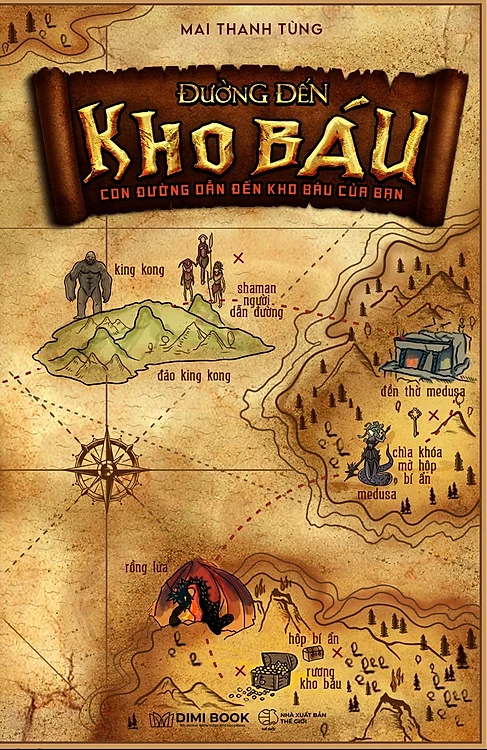 MAI THANH TÙNG
ĐƯỜNG ĐẾN
KHO BÁU
CON ĐƯỜNG DẪN ĐẾN KHO BÁU CỦA BẠN
king kong
shaman
- người
dẫn đường
đảo king kong
đền thờ medusa
chìa khóa
mở hộp
bí ẩn
medusa
rồng lửa
hộp bí ẩn
rương
kho báu
DIMI BOOK
NHÀ XUẤT BẢN
THẾ GIỚI